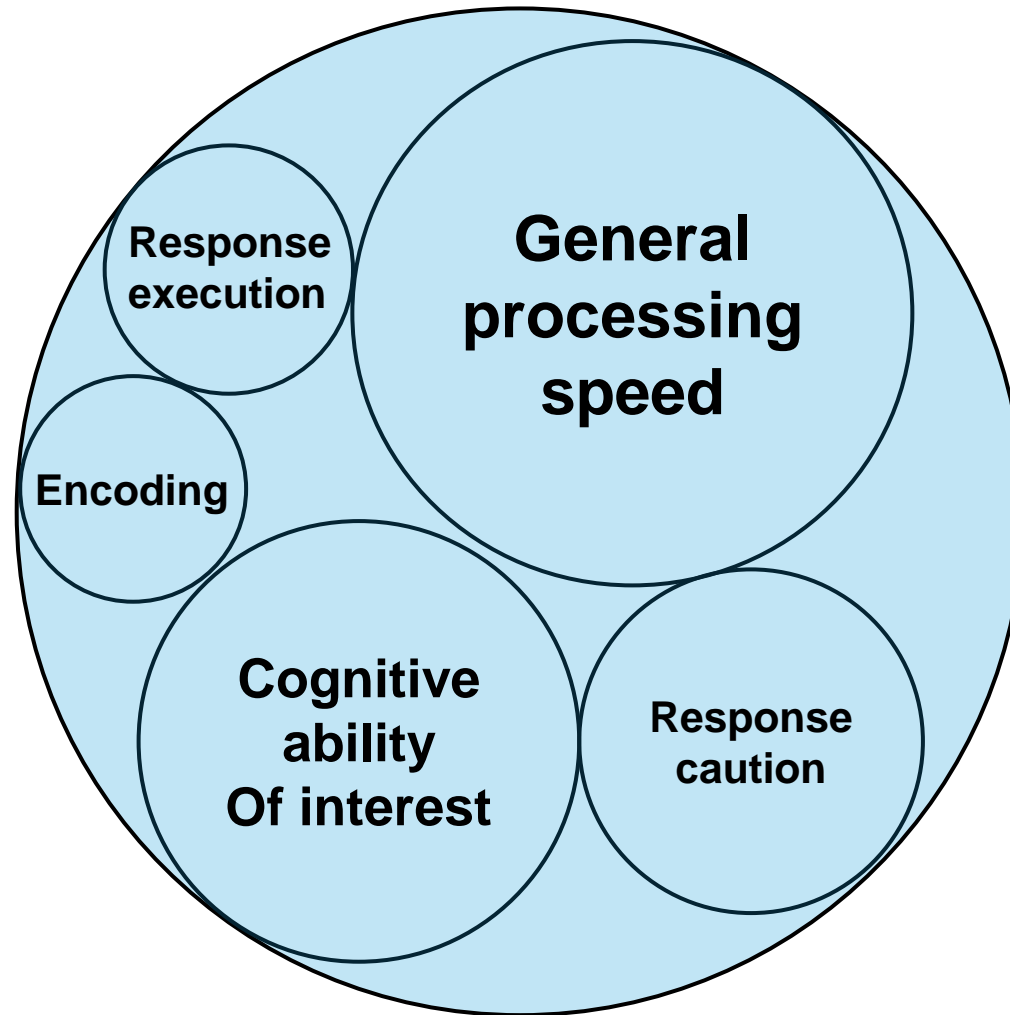 General
processing
speed
Response
execution
Encoding
Cognitive
ability
Of interest
Response
caution